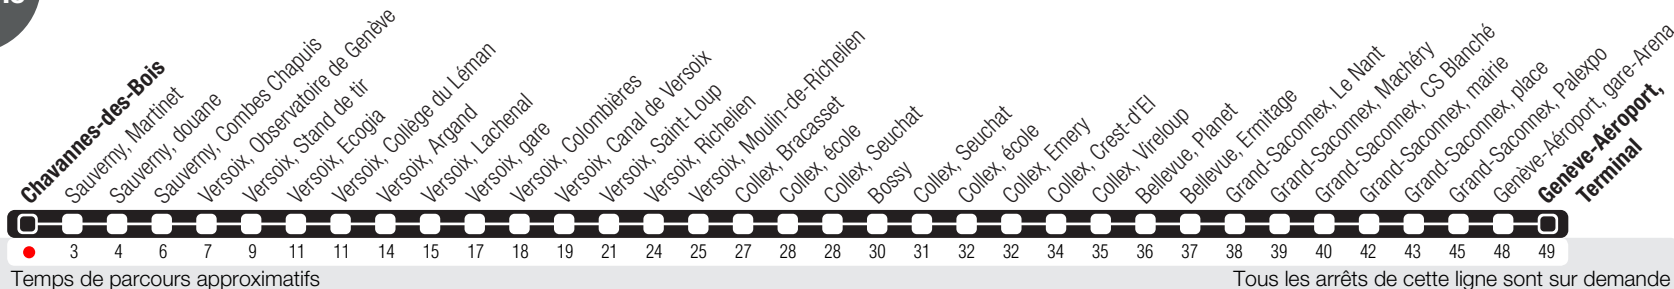 Chavannes-des-Bois
Sauverny, Martinet
Sauverny, douane
Sauverny, Combes Chapuis
Versoix, Observatoire de Genève
Versoix, Stand de tir
Versoix, Ecogia
Versoix, Collège du Léman
Versoix, Argand
Versoix, Lachenal
Versoix, gare
Versoix, Colombières
Versoix, Canal de Versoix
Versoix, Saint-Loup
Versoix, Richelien
Versoix, Moulin-de-Richelien
Collex, Bracasset
Collex, école
Collex, Seuchat
Bossy
Collex, Seuchat
Collex, école
Collex, Emery
Collex, Crest-d'El
Collex, Vireloup
Bellevue, Planet
Bellevue, Ermitage
Grand-Saconnex, Le Nant
Grand-Saconnex, Machéry
Grand-Saconnex, CS Blanché
Grand-Saconnex, mairie
Grand-Saconnex, place
Grand-Saconnex, Palexpo
Genève-Aéroport, gare-Arena
Genève-Aéroport,
Terminal
3 4 6 7 9 11 11 14 15 17 18 19 21 24 25 27 28 28 30 31 32 32 34 35 36 37 38 39 40 42 43 45 48 49
Temps de parcours approximatifs
Tous les arrêts de cette ligne sont sur demande